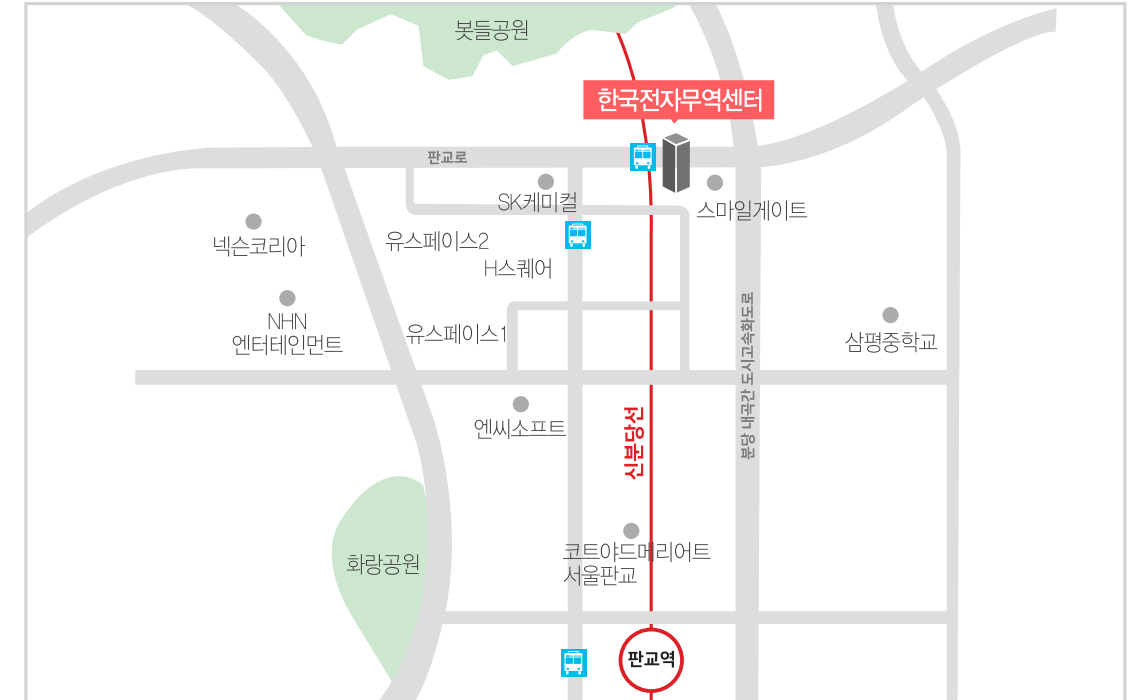 봇들공원
한국전자무역센터
판교로
SK케미컬
스마일게이트
넥슨코리아
유스페이스2
H스퀘어
NHN
엔터테인먼트
유스페이스1
삼평중학교
분당 내곡간 도시고속화도로
엔씨소프트
신분당선
코트야드메리어트
서울판교
화랑공원
판교역